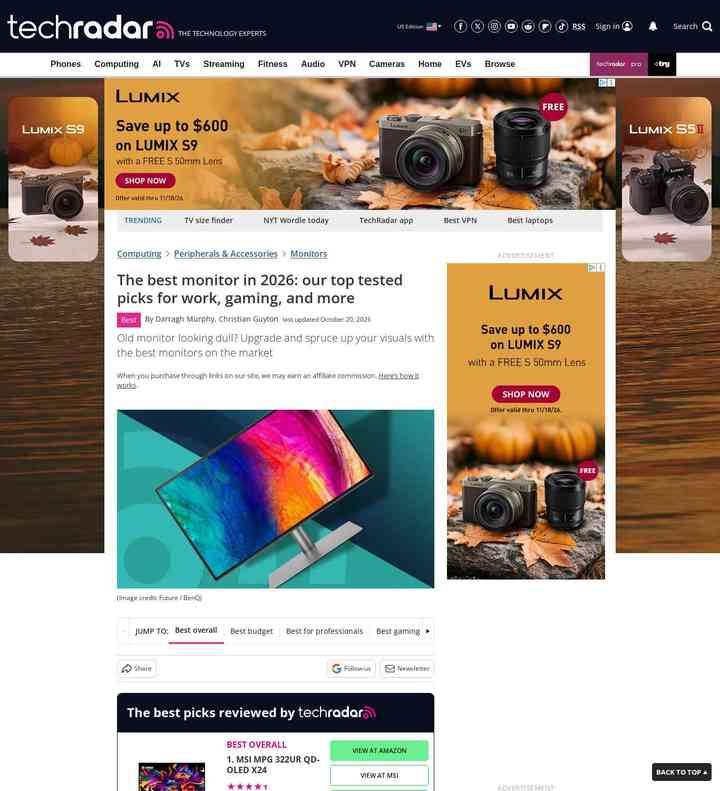 techradar THE TECHNOLOGY EXPERTS
US Edition
RSS
Sign in
Search
Phones Computing AI TVs Streaming Fitness Audio VPN Cameras Home EVs Browse
techradar pro
LUMIX S9
LUMIX
Save up to $600
on LUMIX S9
with a FREE S 50mm Lens
SHOP NOW
Offer valid thru 11/18/26.
FREE
LUMIX S5II
TRENDING TV size finder NYT Wordle today TechRadar app Best VPN Best laptops
Computing > Peripherals & Accessories > Monitors
The best monitor in 2026: our top tested
picks for work, gaming, and more
Best By Darragh Murphy, Christian Guyton last updated October 20, 2026
Old monitor looking dull? Upgrade and spruce up your visuals with
the best monitors on the market
When you purchase through links on our site, we may earn an affiliate commission. Here's how it
works.
(Image credit: Future / BenQ)
JUMP TO: Best overall Best budget Best for professionals Best gaming
Share
Follow us
Newsletter
The best picks reviewed by techradar
BEST OVERALL
1. MSI MPG 322UR QD-
OLED X24
VIEW AT AMAZON
VIEW AT MSI
ADVERTISEMENT
LUMIX
Save up to $600
on LUMIX S9
with a FREE S 50mm Lens
SHOP NOW
Offer valid thru 11/18/26.
FREE
BACK TO TOP
ADVERTISEMENT